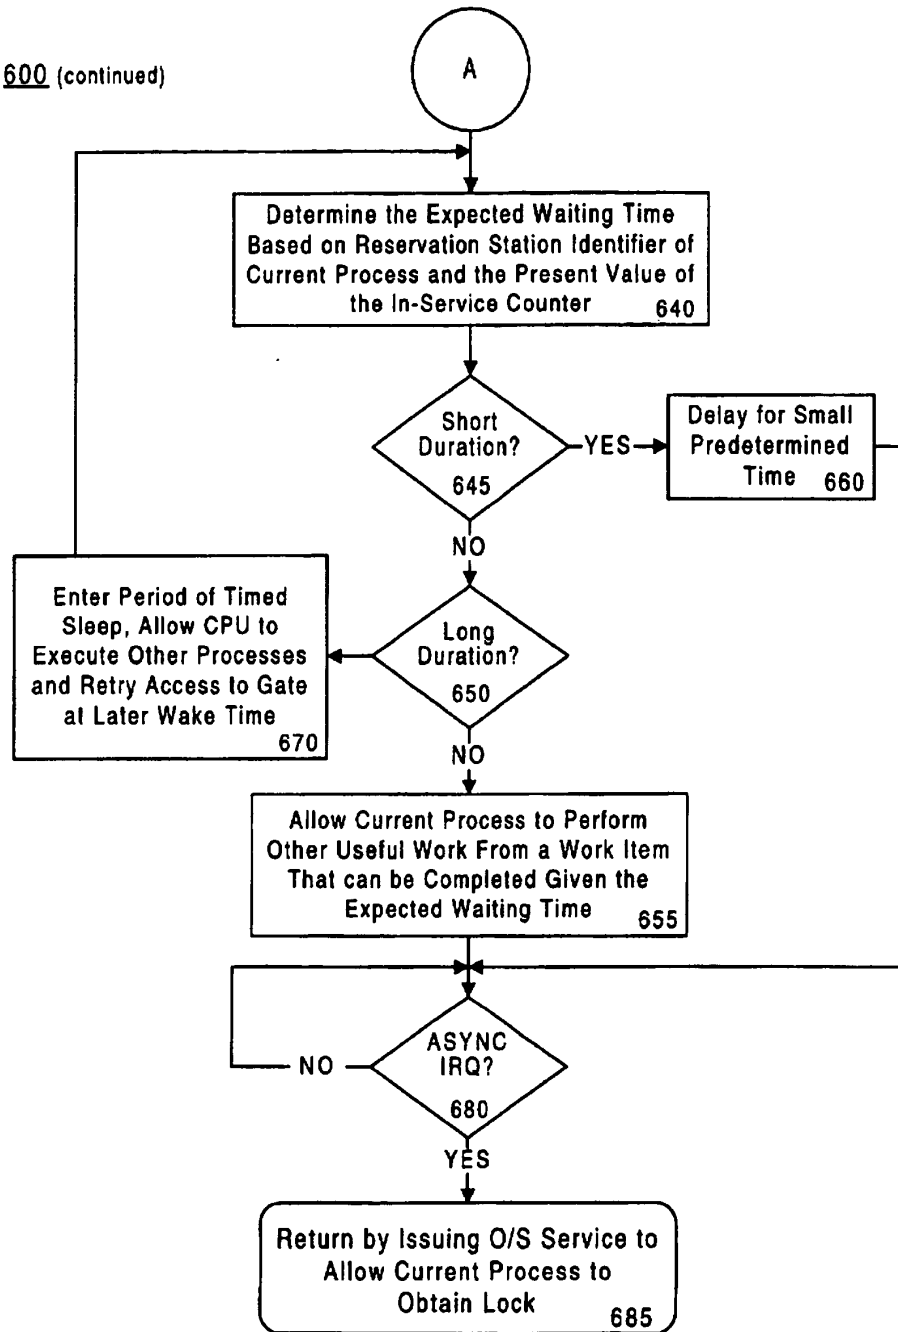 A
600 (continued)
Determine the Expected Waiting Time
Based on Reservation Station Identifier of
Current Process and the Present Value of
the In-Service Counter
640
Short
Duration?
645
YES
Delay for Small
Predetermined
Time
660
NO
Enter Period of Timed
Sleep, Allow CPU to
Execute Other Processes
and Retry Access to Gate
at Later Wake Time
670
Long
Duration?
650
NO
Allow Current Process to Perform
Other Useful Work From a Work Item
That can be Completed Given the
Expected Waiting Time
655
ASYNC
IRQ?
680
NO
YES
Return by Issuing O/S Service to
Allow Current Process to
Obtain Lock
685